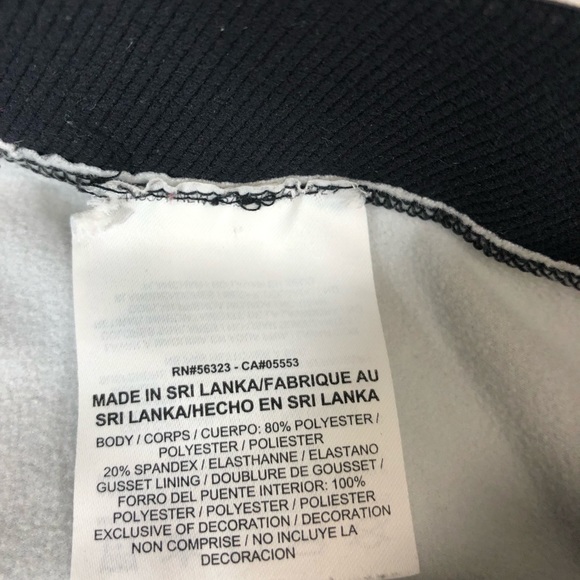 RN#56323 - CA#05553
MADE IN SRI LANKA/FABRIQUE AU
SRI LANKA/HECHO EN SRI LANKA
BODY / CORPS / CUERPO: 80% POLYESTER /
POLYESTER / POLIESTER
20% SPANDEX / ELASTHANNE / ELASTANO
GUSSET LINING / DOUBLURE DE GOUSSET /
FORRO DEL PUENTE INTERIOR: 100%
POLYESTER / POLYESTER / POLIESTER
EXCLUSIVE OF DECORATION / DECORATION
NON COMPRISE / NO INCLUYE LA
DECORACION